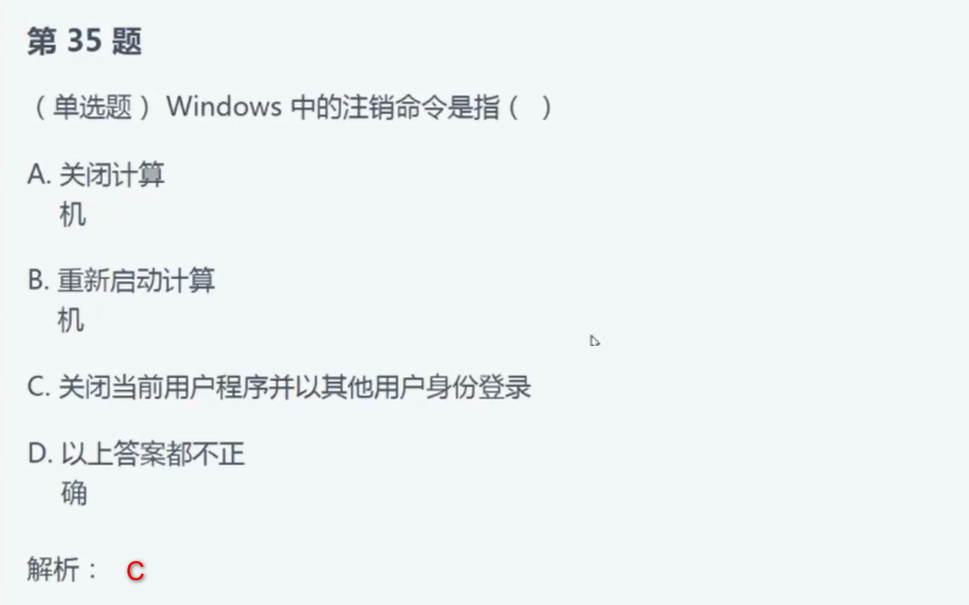 第 35 题
（单选题）Windows 中的注销命令是指（ ）
A. 关闭计算
机
B. 重新启动计算
机
C. 关闭当前用户程序并以其他用户身份登录
D. 以上答案都不正
确
解析： C